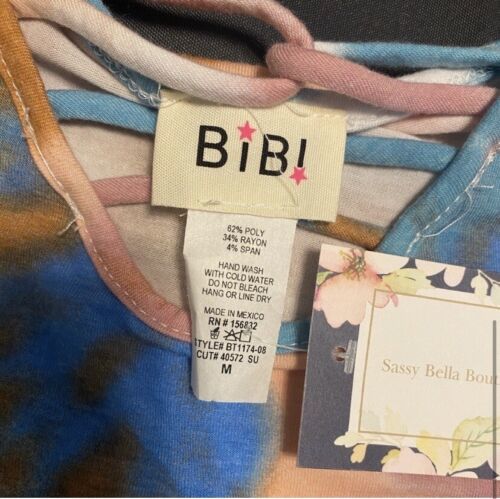 BiBi
62% POLY
34% RAYON
4% SPAN
HAND WASH
WITH COLD WATER
DO NOT BLEACH
HANG OR LINE DRY
MADE IN MEXICO
RN # 156832
STYLE# BT1174-08
CUT# 40572 SU
M
Sassy Bella Bout